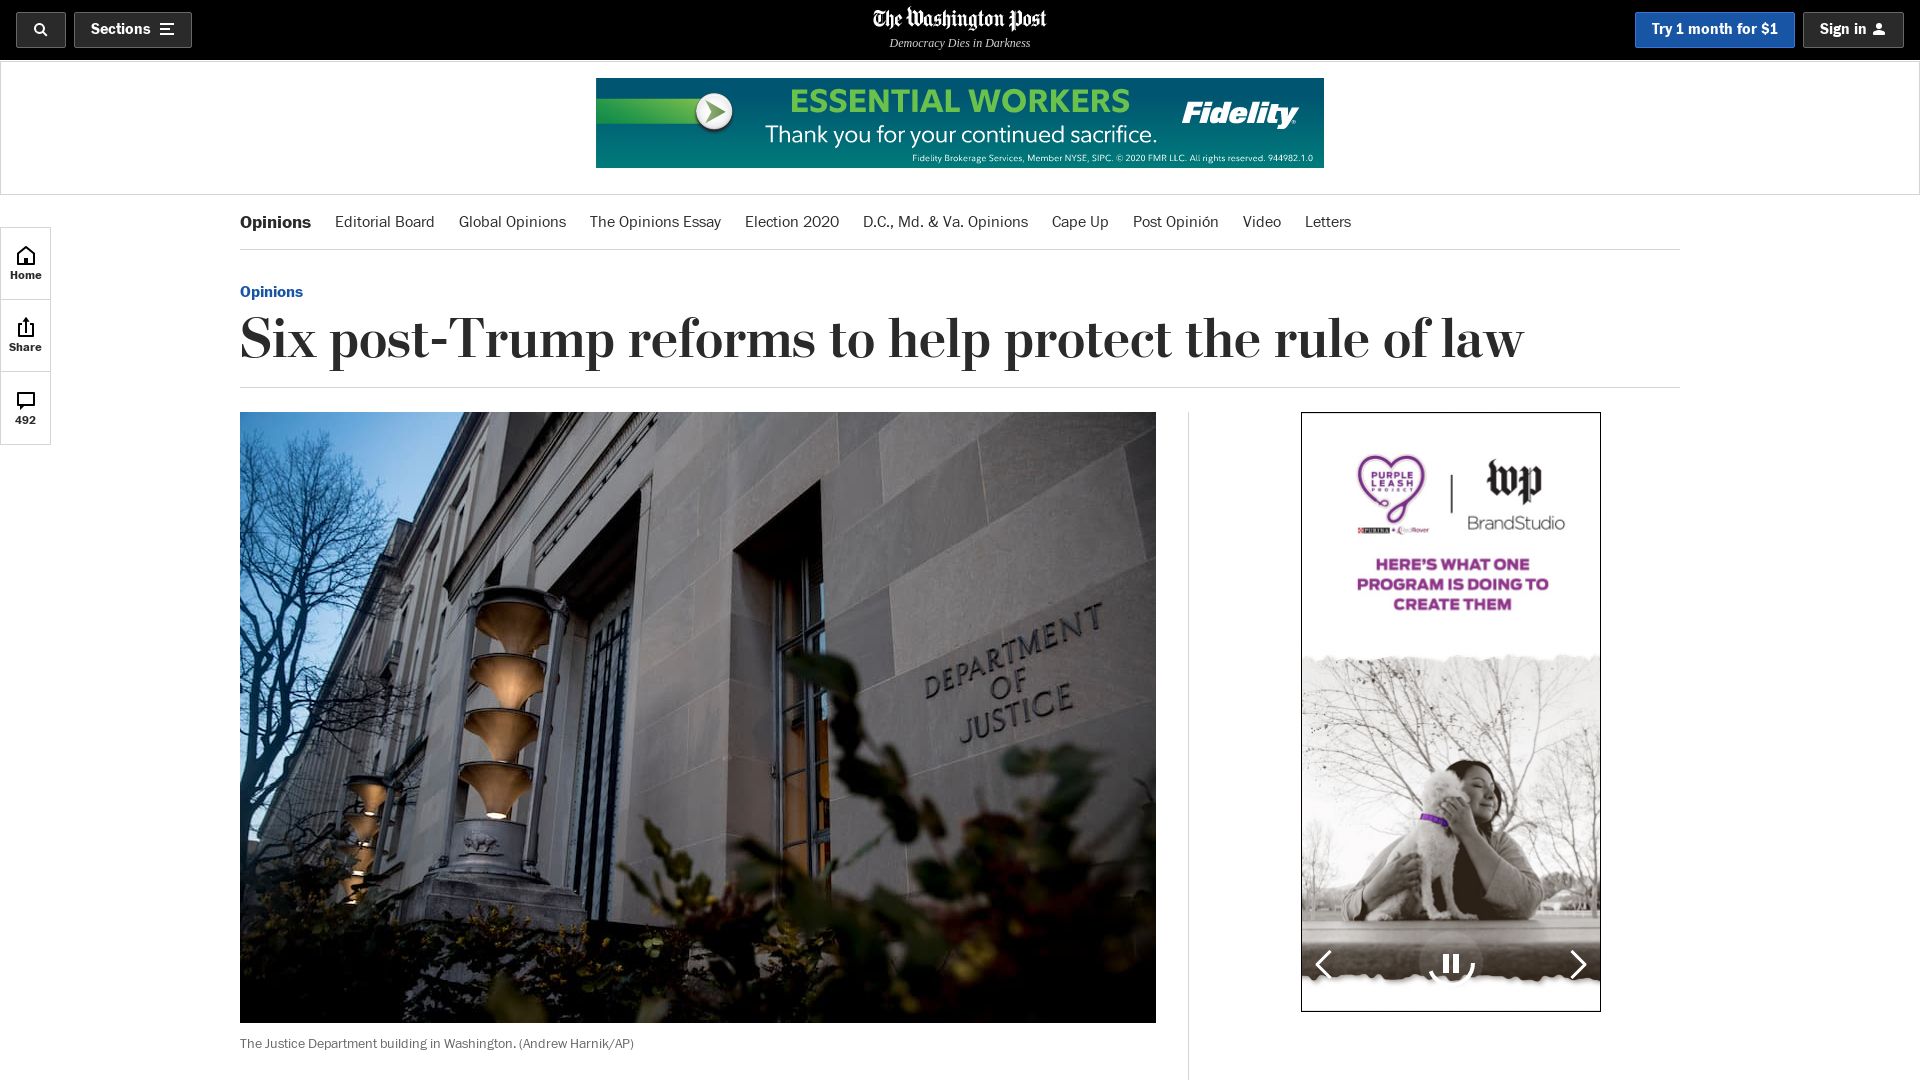 Sections
The Washington Post
Democracy Dies in Darkness
Try 1 month for $1
Sign in
ESSENTIAL WORKERS
Thank you for your continued sacrifice.
Fidelity
Fidelity Brokerage Services, Member NYSE, SIPC. © 2020 FMR LLC. All rights reserved. 944982.1.0
Opinions Editorial Board Global Opinions The Opinions Essay Election 2020 D.C., Md. & Va. Opinions Cape Up Post Opinión Video Letters
Home
Share
492
Opinions
Six post-Trump reforms to help protect the rule of law
DEPARTMENT
OF
JUSTICE
The Justice Department building in Washington. (Andrew Harnik/AP)
PURPLE
LEASH
PROJECT
PURINA + RedRover
wp
BrandStudio
HERE'S WHAT ONE
PROGRAM IS DOING TO
CREATE THEM